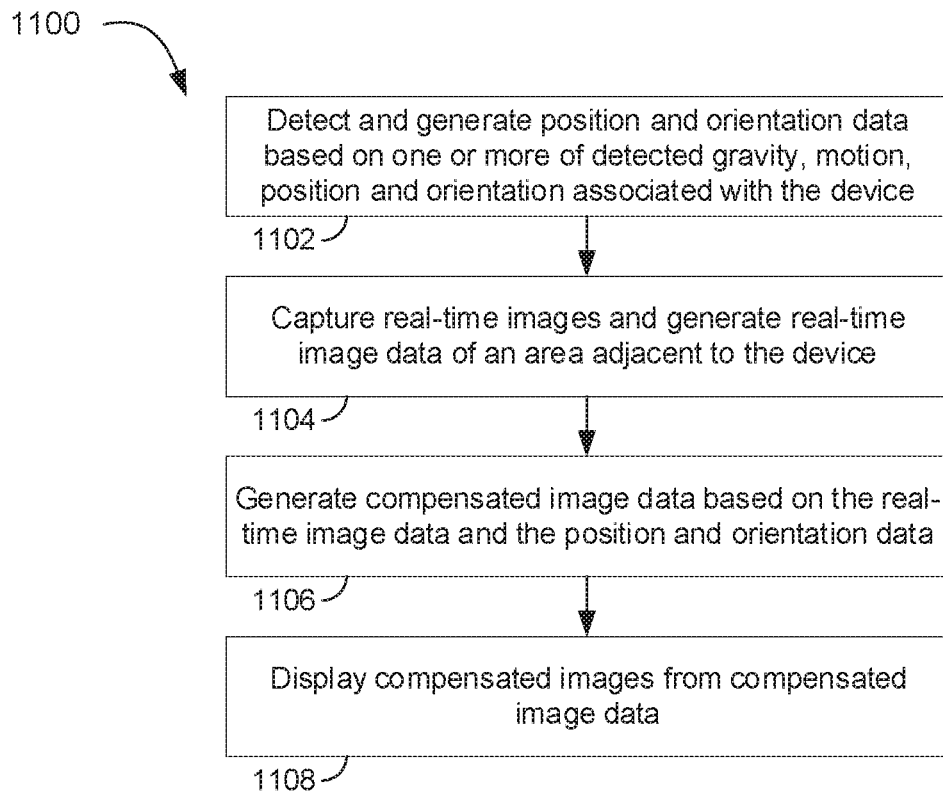 1100
Detect and generate position and orientation data
based on one or more of detected gravity, motion,
position and orientation associated with the device
1102
Capture real-time images and generate real-time
image data of an area adjacent to the device
1104
Generate compensated image data based on the real-
time image data and the position and orientation data
1106
Display compensated images from compensated
image data
1108